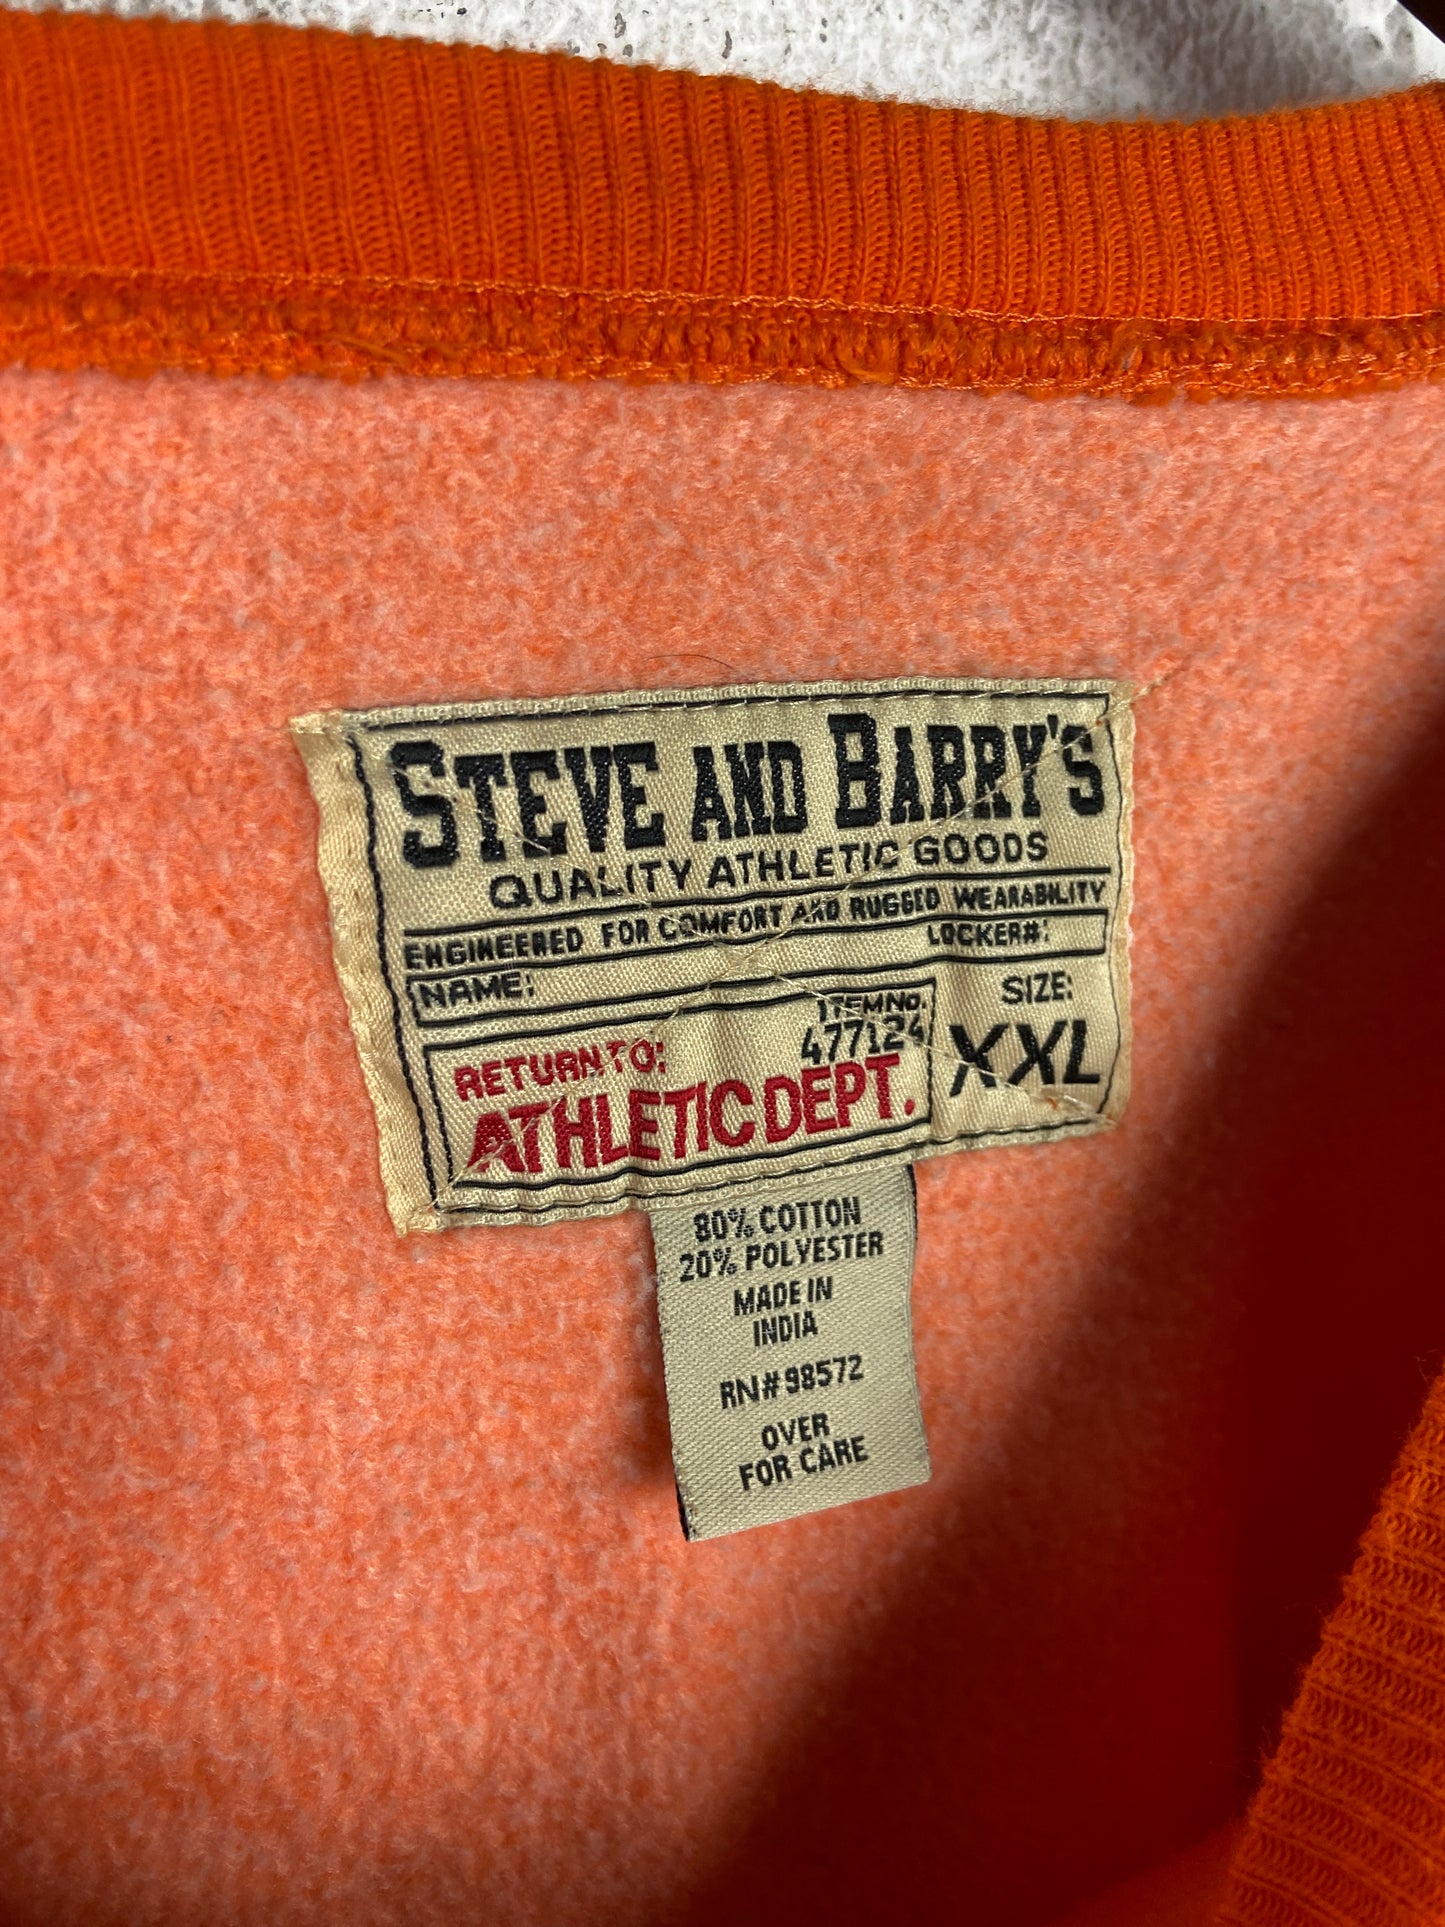 STEVE AND BARRY'S
QUALITY ATHLETIC GOODS
ENGINEERED FOR COMFORT AND RUGGED WEARABILITY
NAME: LOCKER#:
RETURN TO: ITEM NO.
477124
ATHLETIC DEPT.
SIZE:
XXL
80% COTTON
20% POLYESTER
MADE IN
INDIA
RN# 98572
OVER
FOR CARE